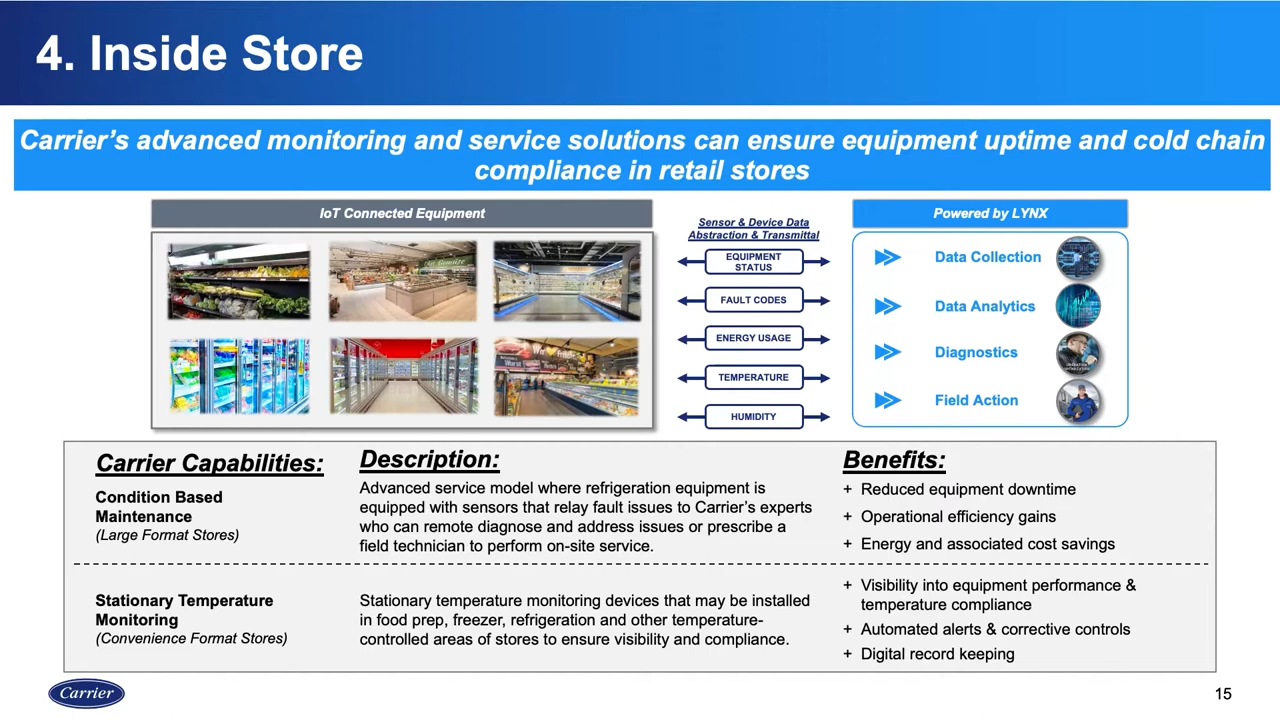 4. Inside Store
Carrier's advanced monitoring and service solutions can ensure equipment uptime and cold chain
compliance in retail stores
IoT Connected Equipment
Sensor & Device Data
Abstraction & Transmittal
EQUIPMENT
STATUS
FAULT CODES
ENERGY USAGE
TEMPERATURE
HUMIDITY
Powered by LYNX
Data Collection
Data Analytics
Diagnostics
Field Action
Carrier Capabilities:
Description:
Benefits:
Condition Based
Maintenance
(Large Format Stores)
Advanced service model where refrigeration equipment is
equipped with sensors that relay fault issues to Carrier's experts
who can remote diagnose and address issues or prescribe a
field technician to perform on-site service.
+ Reduced equipment downtime
+ Operational efficiency gains
+ Energy and associated cost savings
Stationary Temperature
Monitoring
(Convenience Format Stores)
Stationary temperature monitoring devices that may be installed
in food prep, freezer, refrigeration and other temperature-
controlled areas of stores to ensure visibility and compliance.
+ Visibility into equipment performance &
temperature compliance
+ Automated alerts & corrective controls
+ Digital record keeping
Carrier
15